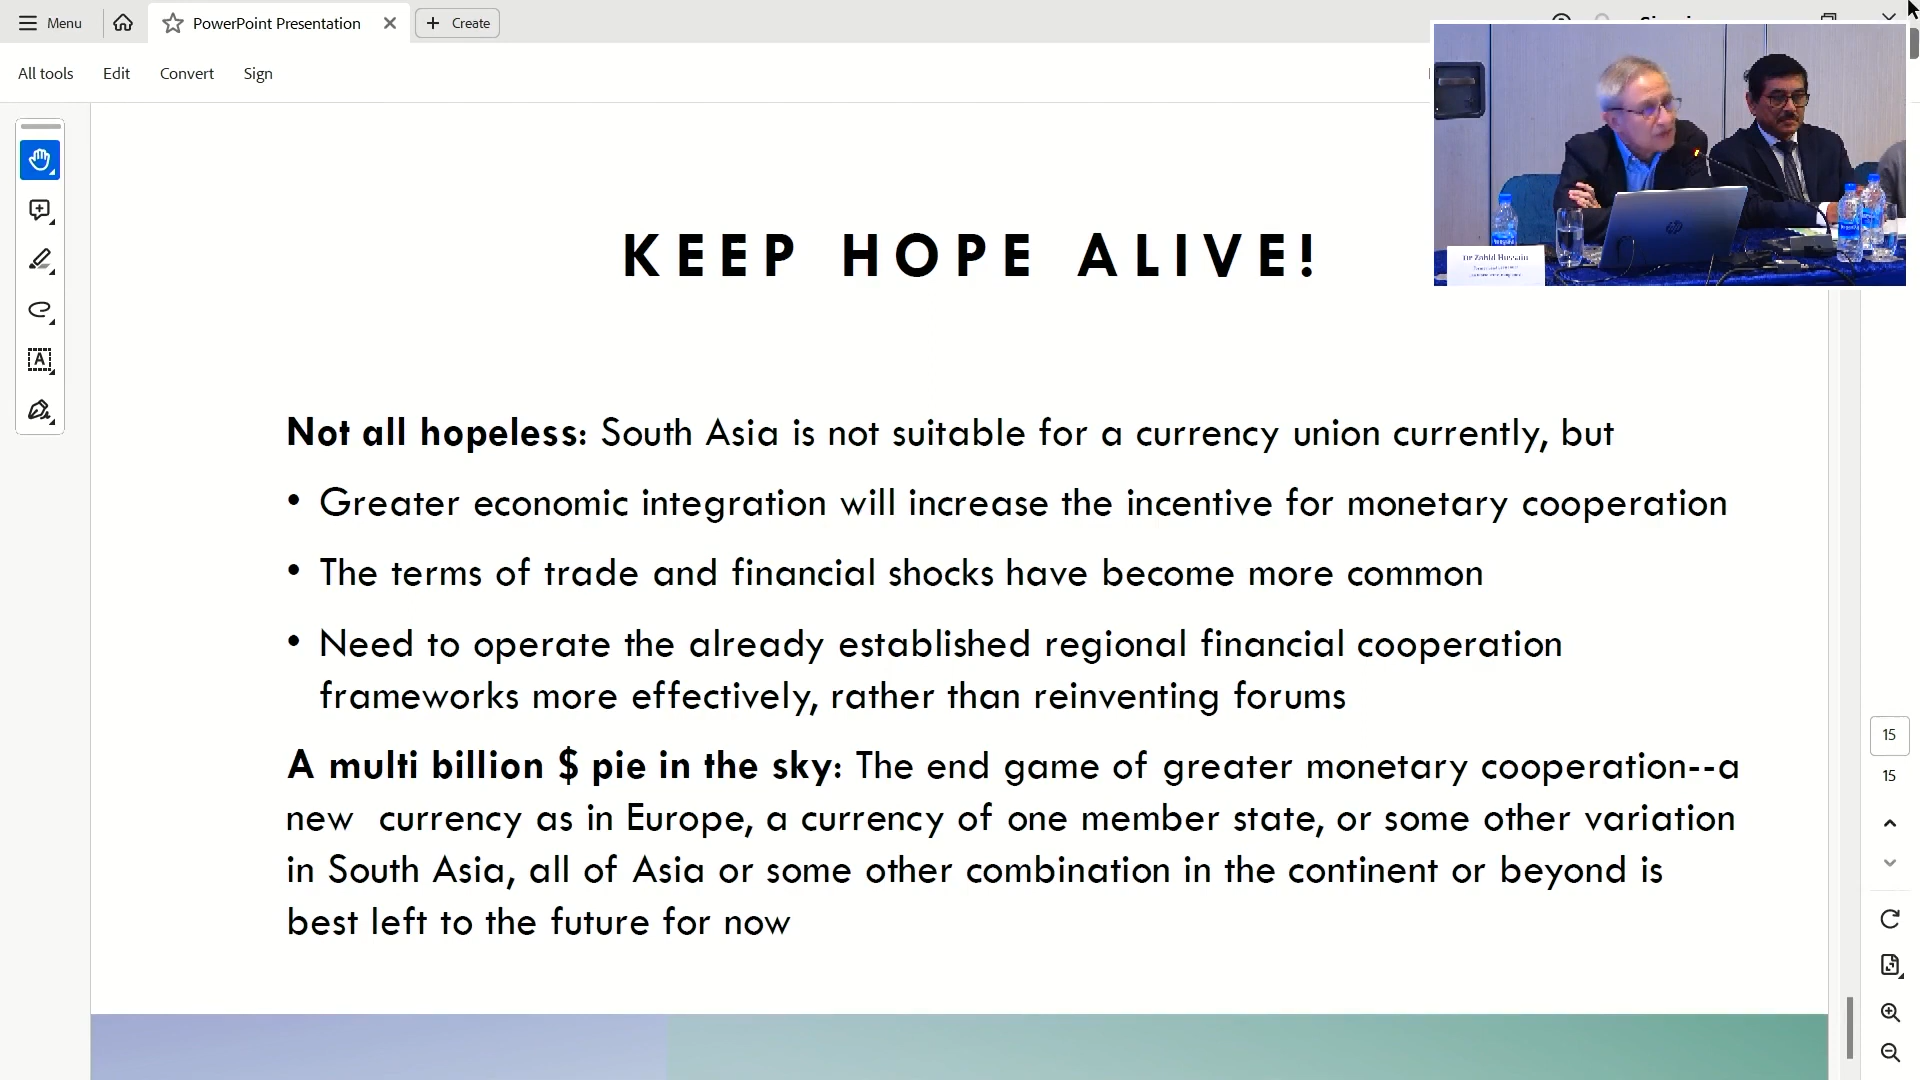 Menu
PowerPoint Presentation
Create
All tools
Edit
Convert
Sign
KEEP HOPE ALIVE!
Not all hopeless: South Asia is not suitable for a currency union currently, but
• Greater economic integration will increase the incentive for monetary cooperation
• The terms of trade and financial shocks have become more common
• Need to operate the already established regional financial cooperation
frameworks more effectively, rather than reinventing forums
A multi billion $ pie in the sky: The end game of greater monetary cooperation--a
new currency as in Europe, a currency of one member state, or some other variation
in South Asia, all of Asia or some other combination in the continent or beyond is
best left to the future for now
Dr Zahid Hussain
hp
15
15